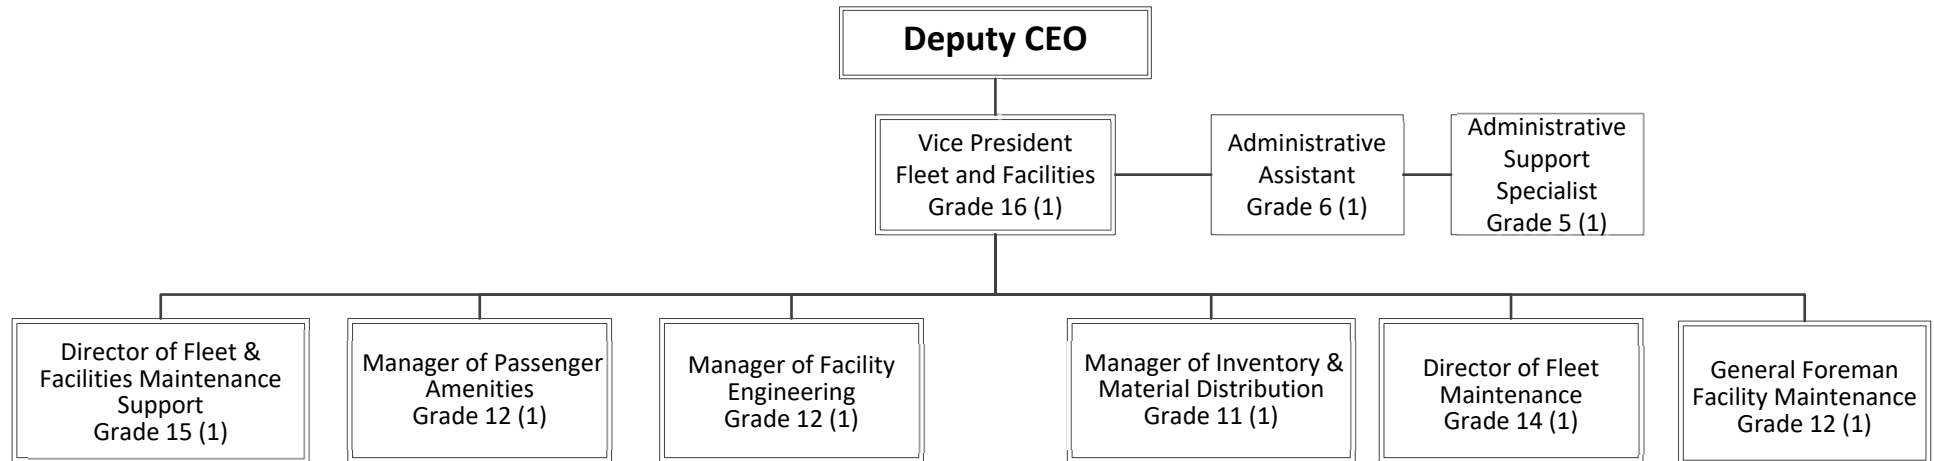 Deputy CEO
Vice President
Fleet and Facilities
Grade 16 (1)
Administrative
Assistant
Grade 6 (1)
Administrative
Support
Specialist
Grade 5 (1)
Director of Fleet &
Facilities Maintenance
Support
Grade 15 (1)
Manager of Passenger
Amenities
Grade 12 (1)
Manager of Facility
Engineering
Grade 12 (1)
Manager of Inventory &
Material Distribution
Grade 11 (1)
Director of Fleet
Maintenance
Grade 14 (1)
General Foreman
Facility Maintenance
Grade 12 (1)